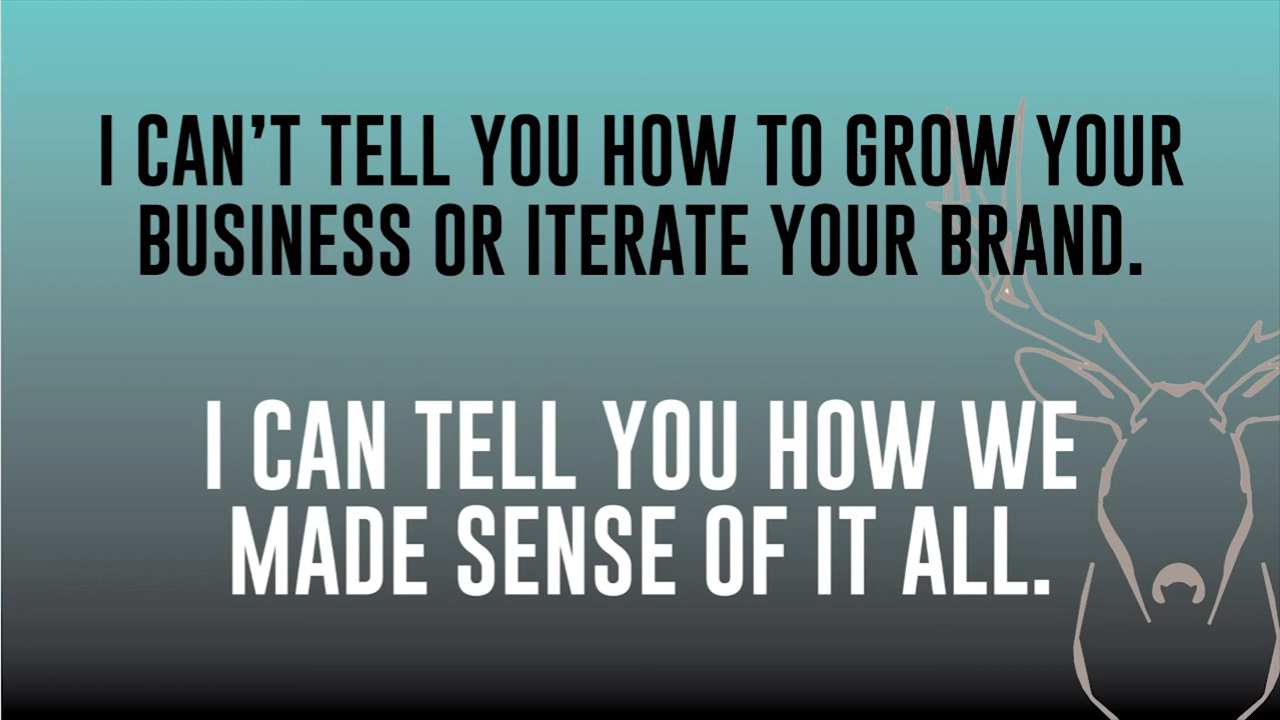 I CAN’T TELL YOU HOW TO GROW YOUR
BUSINESS OR ITERATE YOUR BRAND.
I CAN TELL YOU HOW WE
MADE SENSE OF IT ALL.